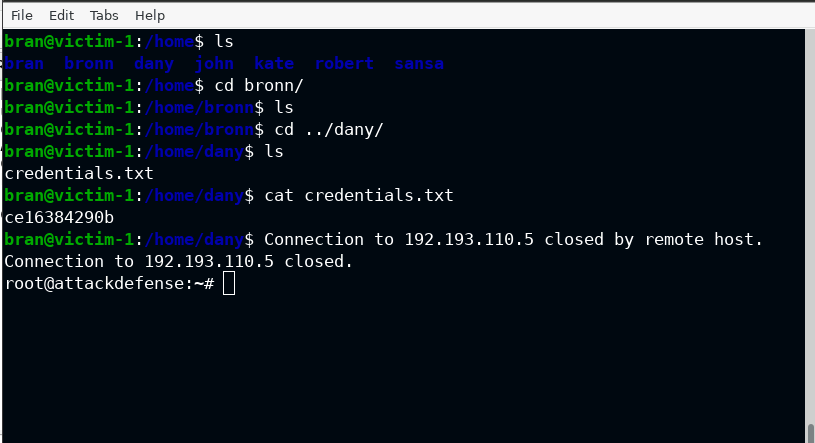 File Edit Tabs Help
bran@victim-1:/home$ ls
bran  bronn  dany  john  kate  robert  sansa
bran@victim-1:/home$ cd bronn/
bran@victim-1:/home/bronn$ ls
bran@victim-1:/home/bronn$ cd ../dany/
bran@victim-1:/home/dany$ ls
credentials.txt
bran@victim-1:/home/dany$ cat credentials.txt
ce16384290b
bran@victim-1:/home/dany$ Connection to 192.193.110.5 closed by remote host.
Connection to 192.193.110.5 closed.
root@attackdefense:~#